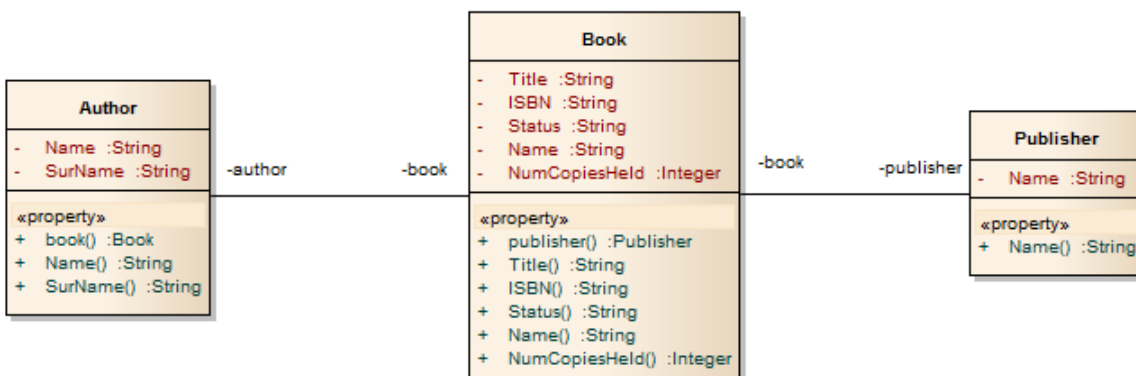 Author
- Name :String
- SurName :String
«property»
+ book() :Book
+ Name() :String
+ SurName() :String
-author
-book
Book
- Title :String
- ISBN :String
- Status :String
- Name :String
- NumCopiesHeld :Integer
«property»
+ publisher() :Publisher
+ Title() :String
+ ISBN() :String
+ Status() :String
+ Name() :String
+ NumCopiesHeld() :Integer
-book
-publisher
Publisher
- Name :String
«property»
+ Name() :String